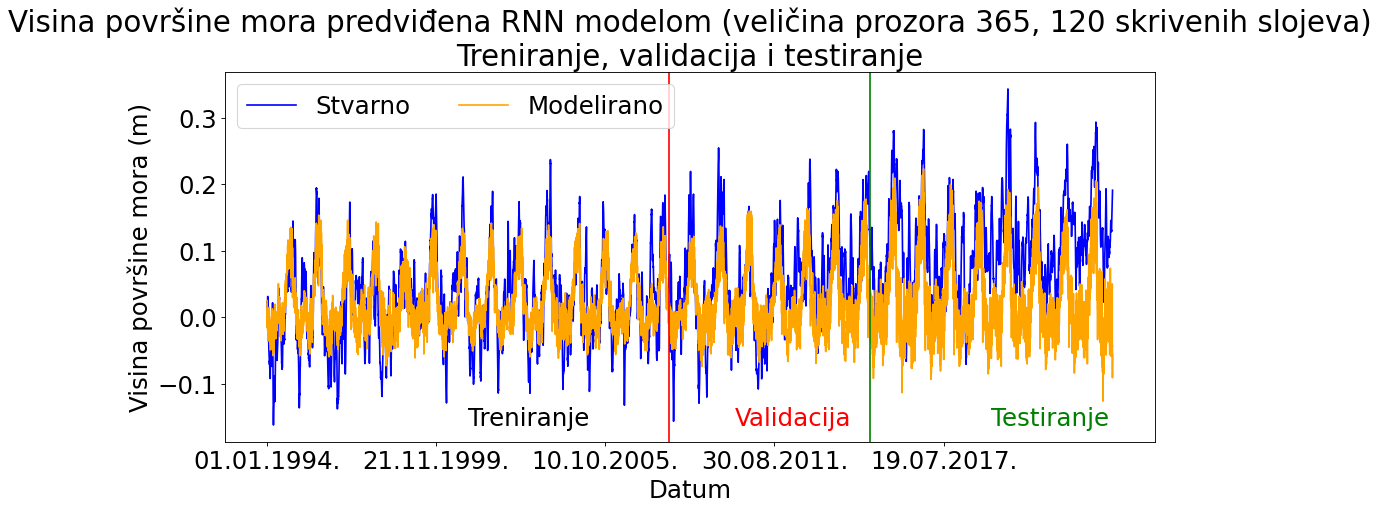 Visina površine mora predviđena RNN modelom (veličina prozora 365, 120 skrivenih slojeva)
Treniranje, validacija i testiranje
Stvarno Modelirano
Visina površine mora (m)
0.3
0.2
0.1
0.0
−0.1
Treniranje Validacija Testiranje
01.01.1994. 21.11.1999. 10.10.2005. 30.08.2011. 19.07.2017.
Datum